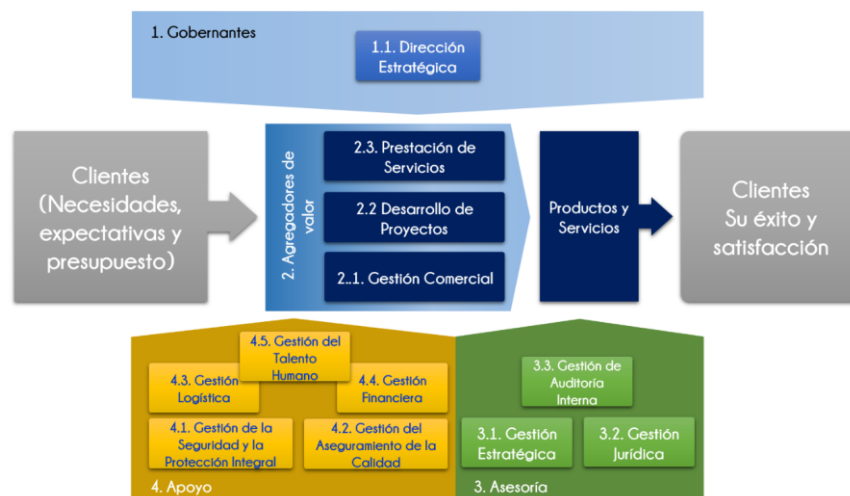 1. Gobernantes
1.1. Dirección
Estratégica
Clientes
(Necesidades,
expectativas y
presupuesto)
2. Agregadores de
valor
2.3. Prestación de
Servicios
2.2 Desarrollo de
Proyectos
2..1. Gestión Comercial
Productos y
Servicios
Clientes
Su éxito y
satisfacción
4.5. Gestión del
Talento
Humano
4.3. Gestión
Logística
4.4. Gestión
Financiera
4.1. Gestión de la
Seguridad y la
Protección Integral
4.2. Gestión del
Aseguramiento de la
Calidad
4. Apoyo
3.3. Gestión de
Auditoría
Interna
3.1. Gestión
Estratégica
3.2. Gestión
Jurídica
3. Asesoría